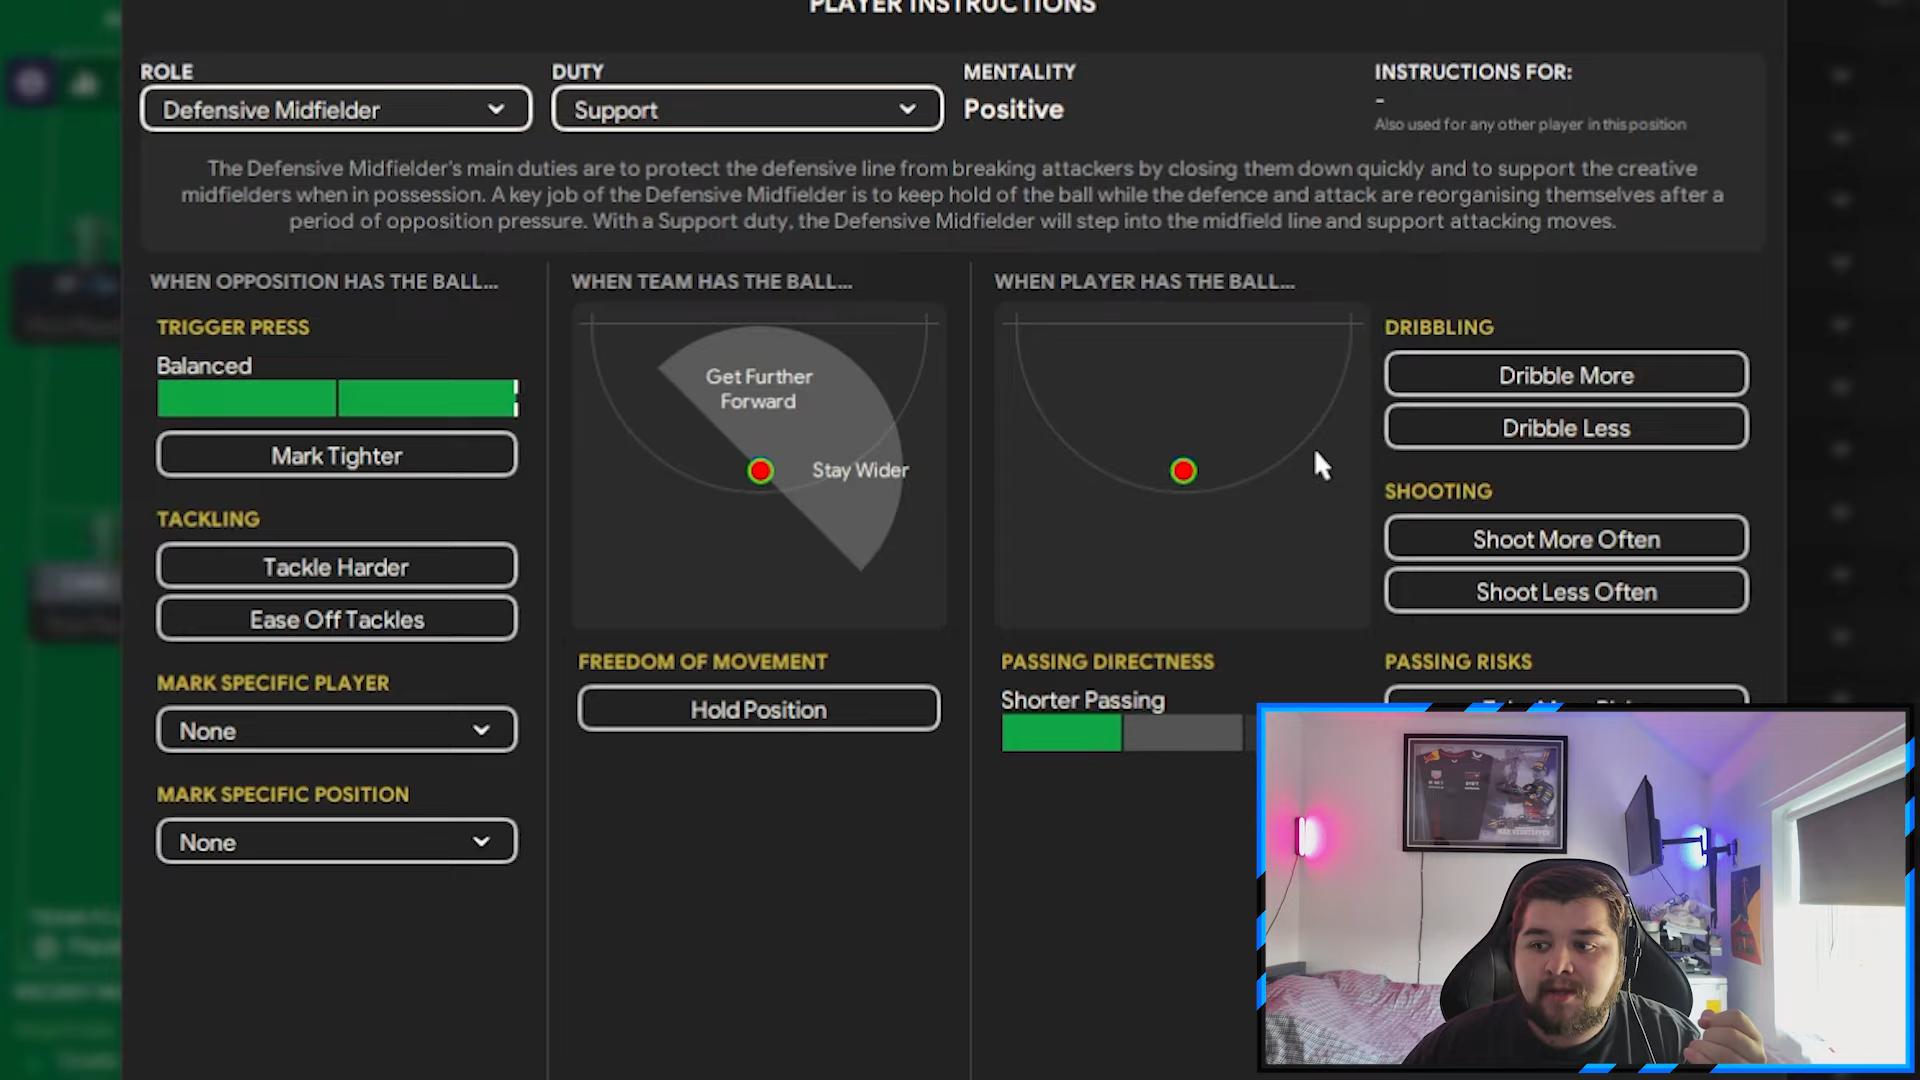 PLAYER INSTRUCTIONS
ROLE
Defensive Midfielder
DUTY
Support
MENTALITY
Positive
INSTRUCTIONS FOR:
-
Also used for any other player in this position
The Defensive Midfielder's main duties are to protect the defensive line from breaking attackers by closing them down quickly and to support the creative
midfielders when in possession. A key job of the Defensive Midfielder is to keep hold of the ball while the defence and attack are reorganising themselves after a
period of opposition pressure. With a Support duty, the Defensive Midfielder will step into the midfield line and support attacking moves.
WHEN OPPOSITION HAS THE BALL...
TRIGGER PRESS
Balanced
Mark Tighter
TACKLING
Tackle Harder
Ease Off Tackles
MARK SPECIFIC PLAYER
None
MARK SPECIFIC POSITION
None
WHEN TEAM HAS THE BALL...
Get Further
Forward
Stay Wider
FREEDOM OF MOVEMENT
Hold Position
WHEN PLAYER HAS THE BALL...
PASSING DIRECTNESS
Shorter Passing
DRIBBLING
Dribble More
Dribble Less
SHOOTING
Shoot More Often
Shoot Less Often
PASSING RISKS
MAX VERSTAPPEN